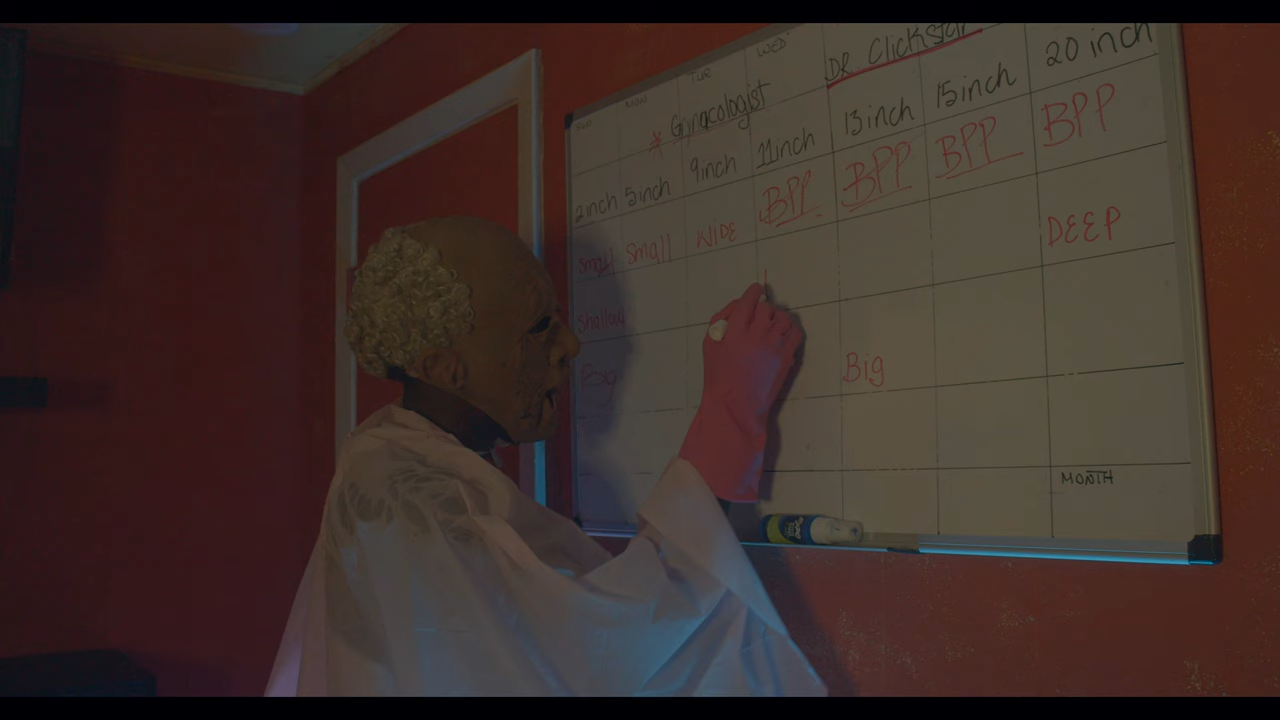 SUN MON TUE WED
DR. Clickstar
* Gynacologist
2inch 5inch 9inch 11inch 13inch 15inch 20 inch
Small Small WIDE BPP BPP BPP BPP
Shallow DEEP
Big
MONTH